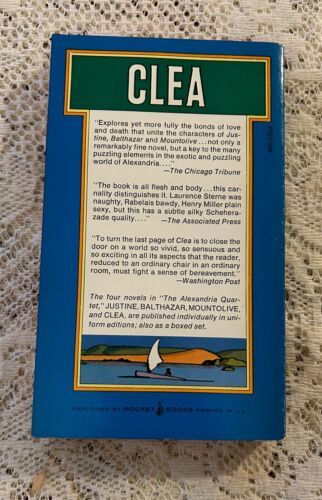 CLEA
FICTION
"Explores yet more fully the bonds of love
and death that unite the characters of Jus-
tine, Balthazar and Mountolive...not only a
remarkably fine novel, but a key to the many
puzzling elements in the exotic and puzzling
world of Alexandria...."
—The Chicago Tribune
"The book is all flesh and body...this car-
nality distinguishes it. Laurence Sterne was
naughty, Rabelais bawdy, Henry Miller plain
sexy, but this has a subtle silky Schehera-
zade quality...." —The Associated Press
"To turn the last page of Clea is to close the
door on a world so vivid, so sensuous and
so exciting in all its aspects that the reader,
reduced to an ordinary chair in an ordinary
room, must fight a sense of bereavement."
—Washington Post
The four novels in "The Alexandria Quar-
tet," JUSTINE, BALTHAZAR, MOUNTOLIVE,
and CLEA, are published individually in uni-
form editions; also as a boxed set.
PUBLISHED BY POCKET BOOKS PRINTED IN U.S.A.